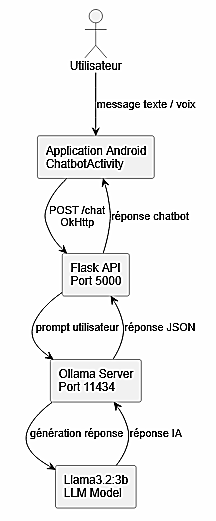 Utilisateur
message texte / voix
Application Android
ChatbotActivity
POST /chat
OkHttp
réponse chatbot
Flask API
Port 5000
prompt utilisateur
réponse JSON
Ollama Server
Port 11434
génération réponse
réponse IA
Llama3.2:3b
LLM Model